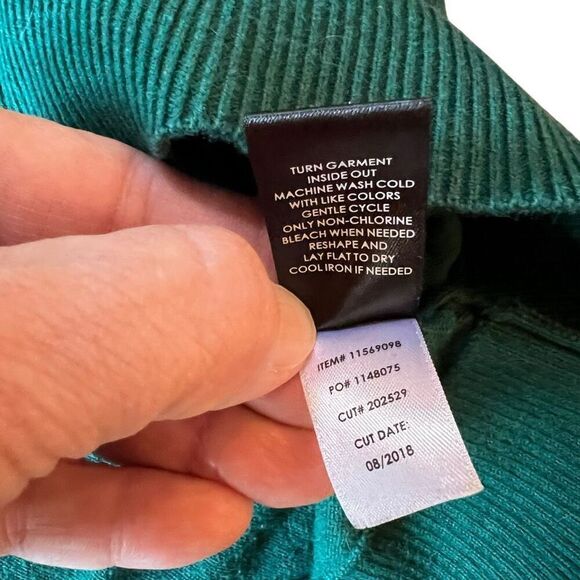 TURN GARMENT
INSIDE OUT
MACHINE WASH COLD
WITH LIKE COLORS
GENTLE CYCLE
ONLY NON-CHLORINE
BLEACH WHEN NEEDED
RESHAPE AND
LAY FLAT TO DRY
COOL IRON IF NEEDED
ITEM# 11569098
PO# 1148075
CUT# 202529
CUT DATE:
08/2018